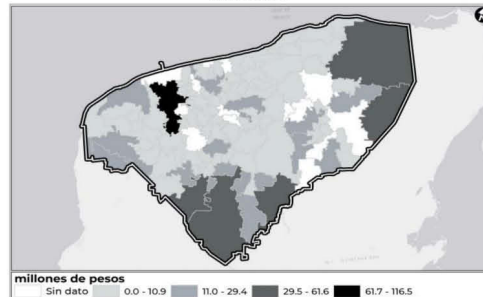 millones de pesos
Sin dato 0.0 - 10.9 11.0 - 29.4 29.5 - 61.6 61.7 - 116.5